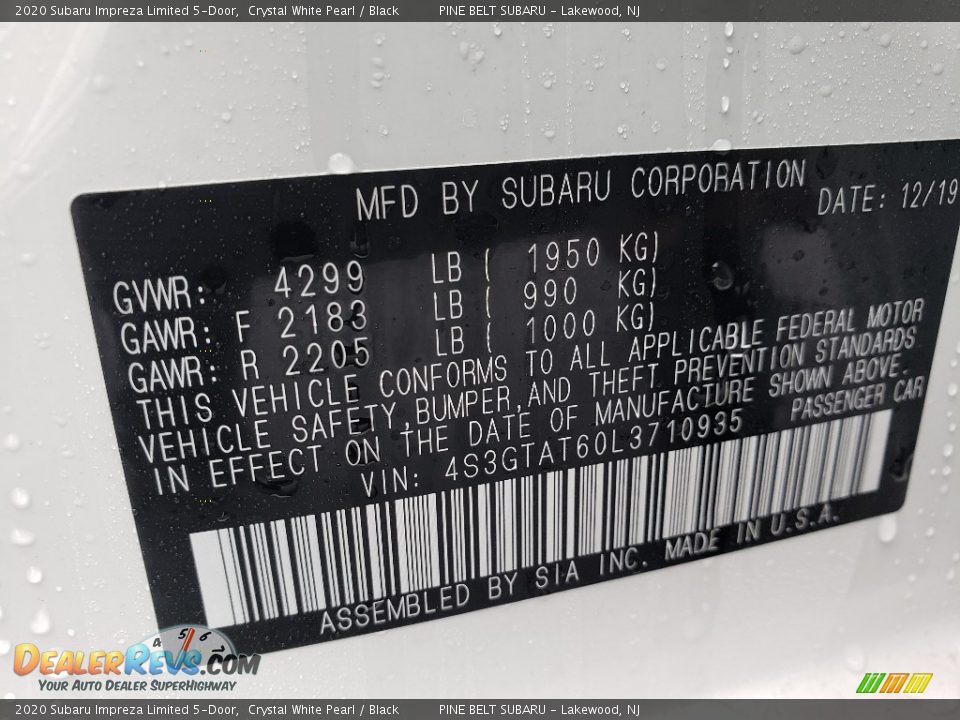 2020 Subaru Impreza Limited 5-Door, Crystal White Pearl / Black PINE BELT SUBARU - Lakewood, NJ
MFD BY SUBARU CORPORATION DATE: 12/19
GVWR: 4299 LB ( 1950 KG)
GAWR: F 2183 LB ( 990 KG)
GAWR: R 2205 LB ( 1000 KG)
THIS VEHICLE CONFORMS TO ALL APPLICABLE FEDERAL MOTOR
VEHICLE SAFETY,BUMPER,AND THEFT PREVENTION STANDARDS
IN EFFECT ON THE DATE OF MANUFACTURE SHOWN ABOVE.
VIN: 4S3GTAT60L3710935 PASSENGER CAR
ASSEMBLED BY SIA INC. MADE IN U.S.A.
4 5 6 7
DEALERREVS.COM
YOUR AUTO DEALER SUPERHIGHWAY
2020 Subaru Impreza Limited 5-Door, Crystal White Pearl / Black PINE BELT SUBARU - Lakewood, NJ